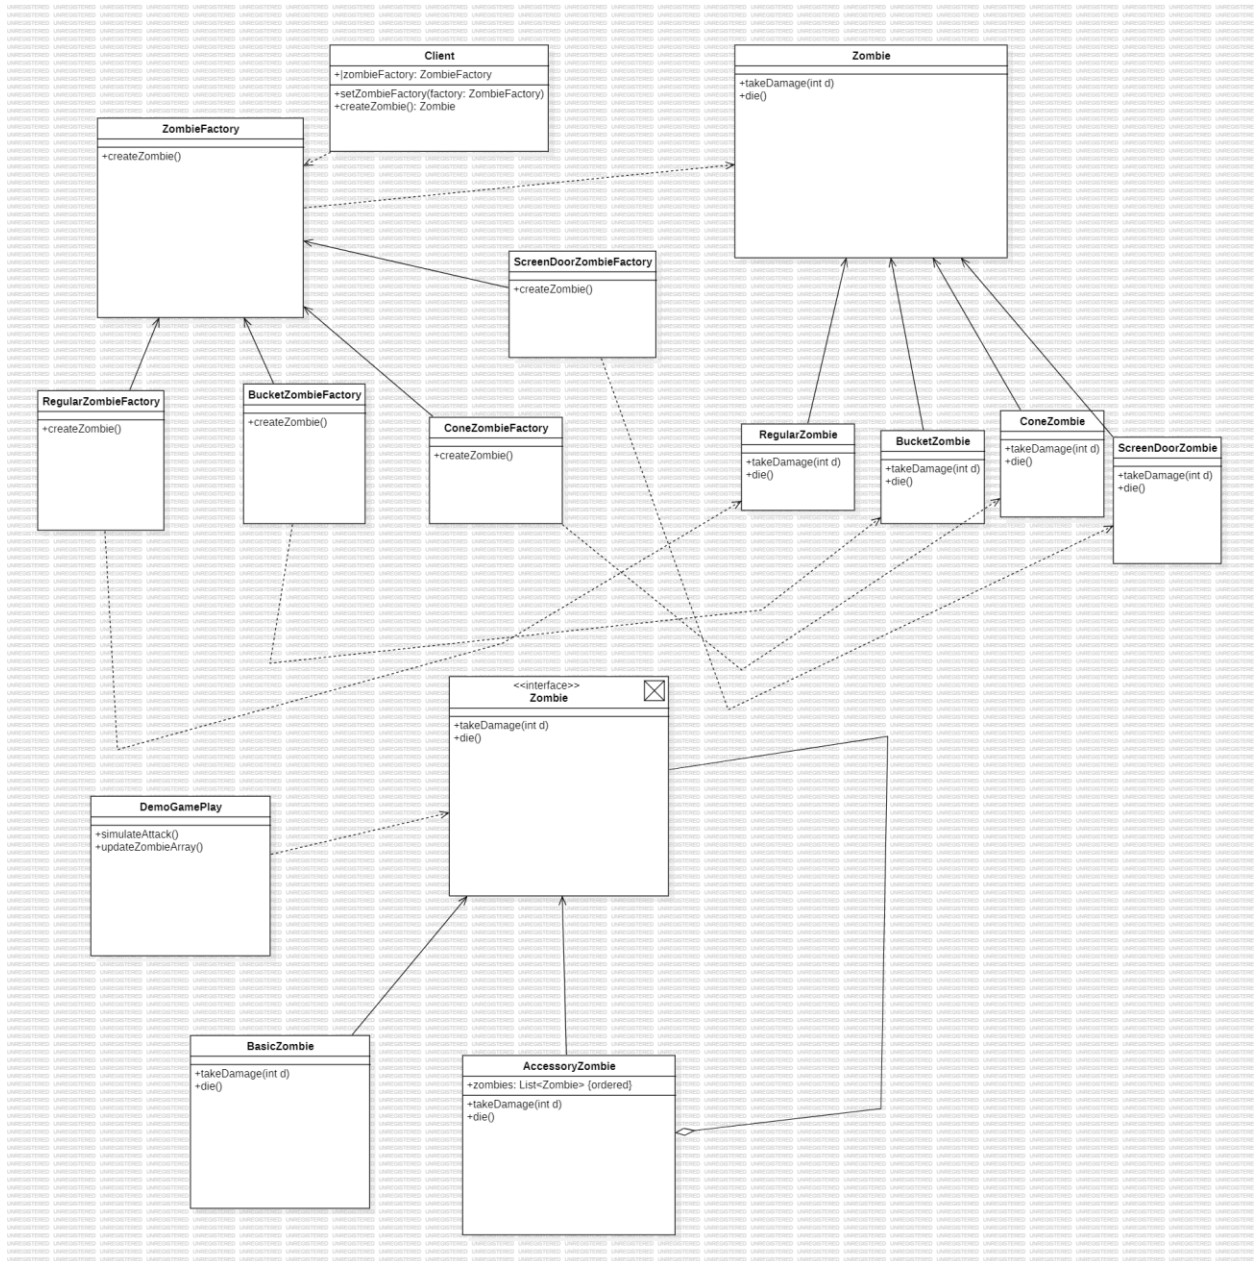 Client
+|zombieFactory: ZombieFactory
+setZombieFactory(factory: ZombieFactory)
+createZombie(): Zombie
Zombie
+takeDamage(int d)
+die()
ZombieFactory
+createZombie()
ScreenDoorZombieFactory
+createZombie()
RegularZombieFactory
+createZombie()
BucketZombieFactory
+createZombie()
ConeZombieFactory
+createZombie()
RegularZombie
+takeDamage(int d)
+die()
BucketZombie
+takeDamage(int d)
+die()
ConeZombie
+takeDamage(int d)
+die()
ScreenDoorZombie
+takeDamage(int d)
+die()
<<interface>>
Zombie
+takeDamage(int d)
+die()
DemoGamePlay
+simulateAttack()
+updateZombieArray()
BasicZombie
+takeDamage(int d)
+die()
AccessoryZombie
+zombies: List<Zombie> {ordered}
+takeDamage(int d)
+die()
UNREGISTERED